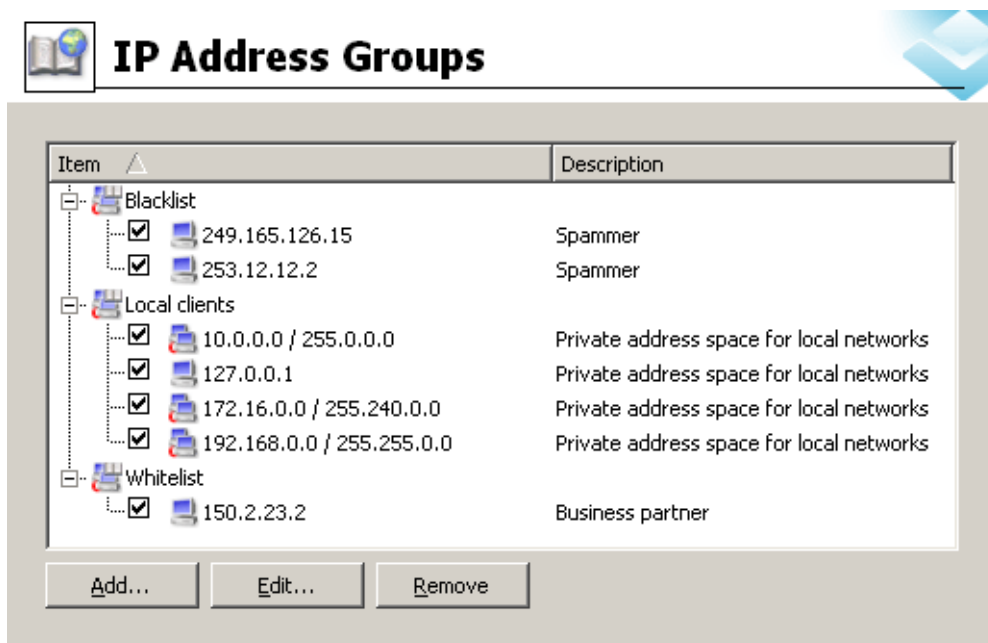 IP Address Groups
Item Description
Blacklist
249.165.126.15 Spammer
253.12.12.2 Spammer
Local clients
10.0.0.0 / 255.0.0.0 Private address space for local networks
127.0.0.1 Private address space for local networks
172.16.0.0 / 255.240.0.0 Private address space for local networks
192.168.0.0 / 255.255.0.0 Private address space for local networks
Whitelist
150.2.23.2 Business partner
Add... Edit... Remove